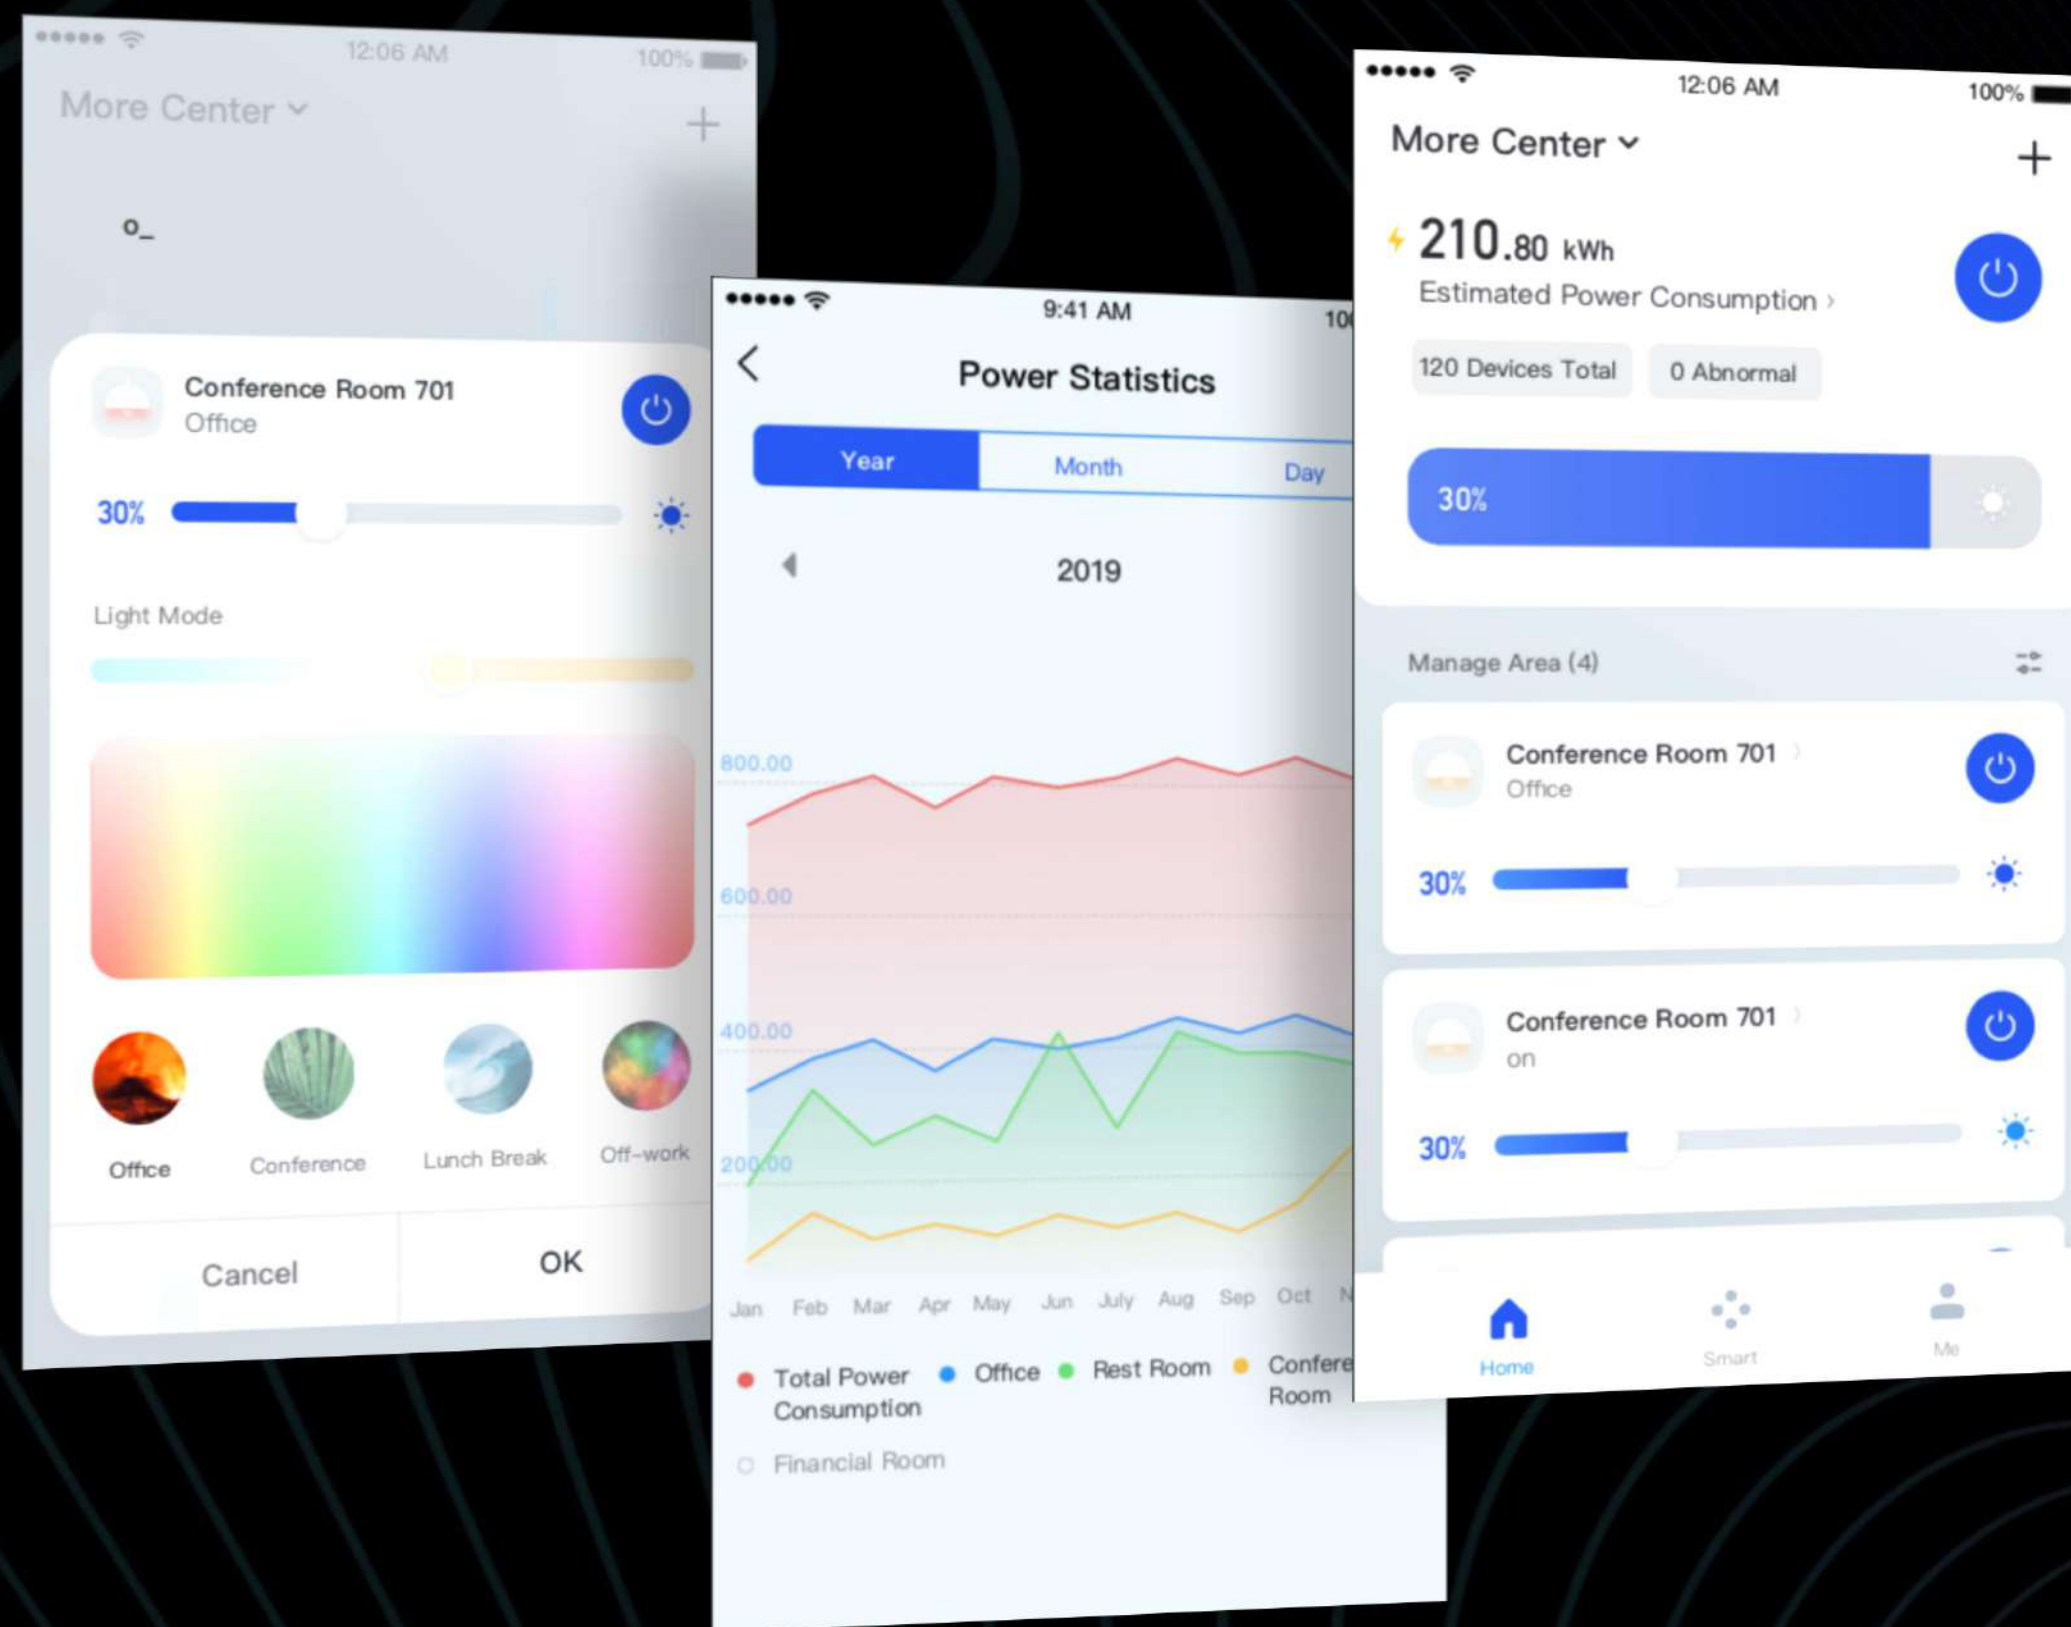 12:06 AM
100%
More Center
Conference Room 701
Office
30%
Light Mode
Office
Conference
Lunch Break
Off-work
Cancel
OK
9:41 AM
Power Statistics
Year
Month
Day
2019
800.00
600.00
400.00
200.00
Jan Feb Mar Apr May Jun July Aug Sep Oct
Total Power
Consumption
Office
Rest Room
Room
Financial Room
12:06 AM
100%
More Center
210.80 kWh
Estimated Power Consumption
120 Devices Total
0 Abnormal
30%
Manage Area (4)
Conference Room 701
Office
30%
Conference Room 701
on
30%
Home
Smart
Me